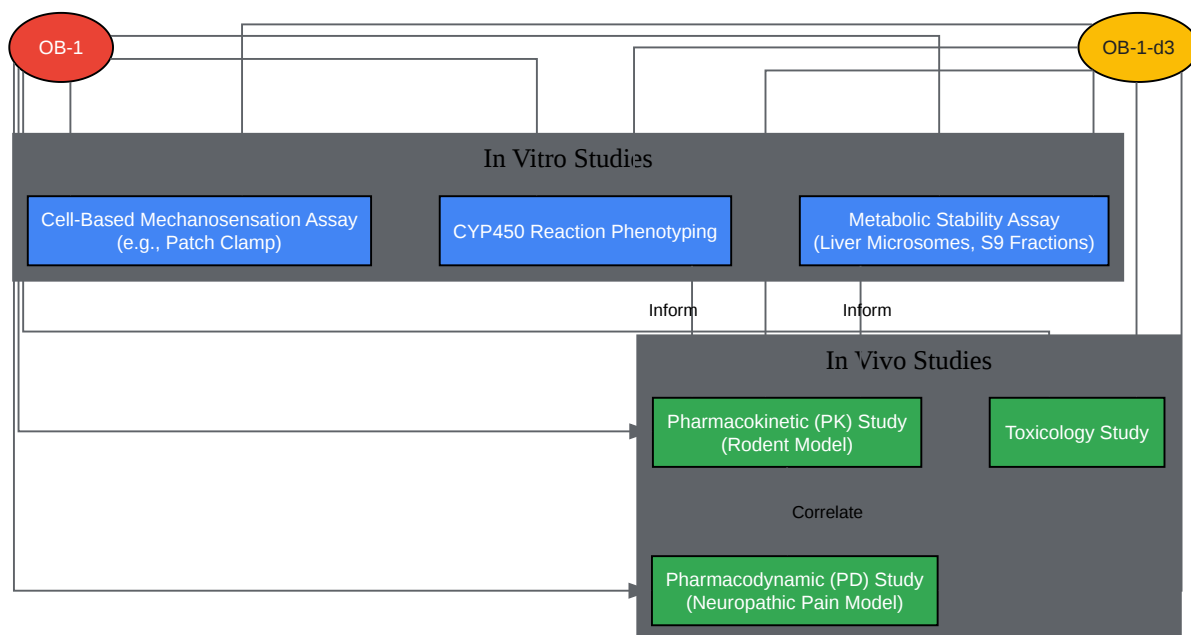 OB-1
OB-1-d3
In Vitro Studies
Cell-Based Mechanosensation Assay
(e.g., Patch Clamp)
CYP450 Reaction Phenotyping
Metabolic Stability Assay
(Liver Microsomes, S9 Fractions)
Inform
Inform
In Vivo Studies
Pharmacokinetic (PK) Study
(Rodent Model)
Toxicology Study
Correlate
Pharmacodynamic (PD) Study
(Neuropathic Pain Model)